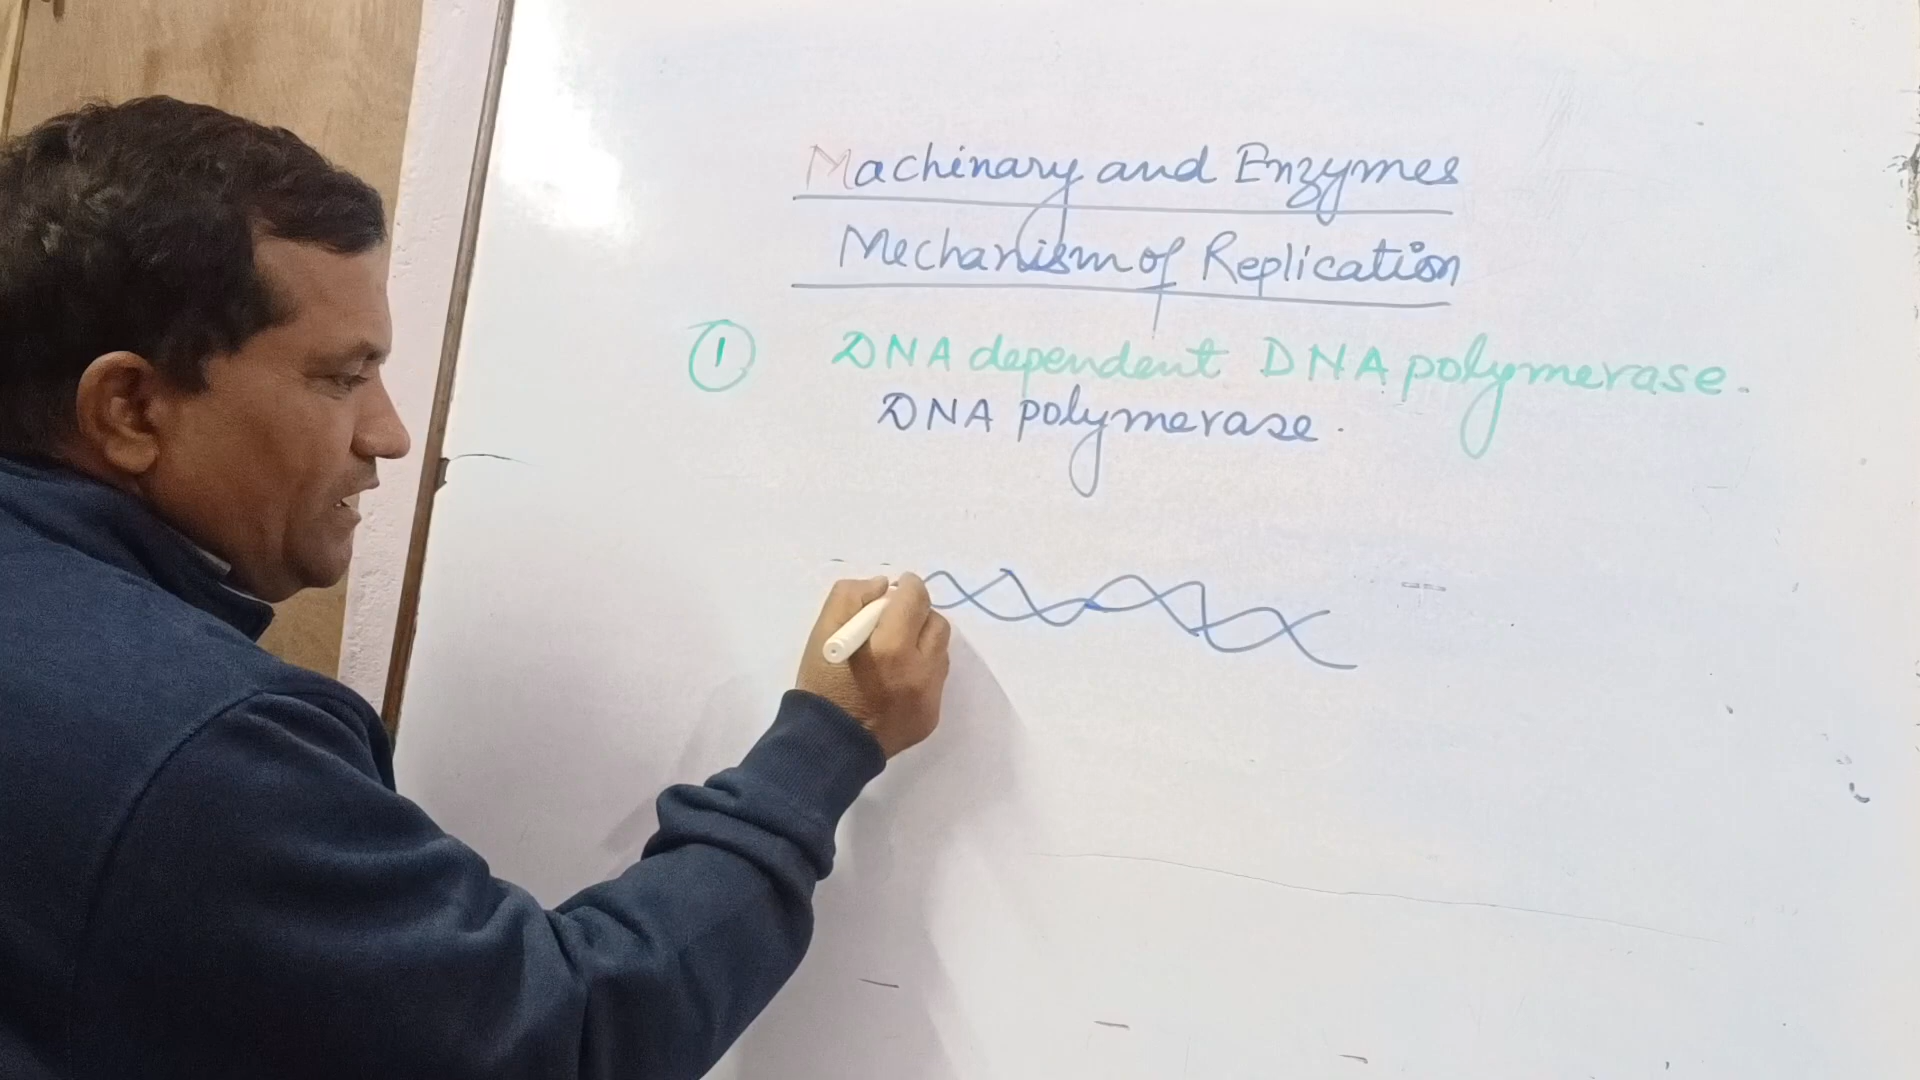 Machinary and Enzymes
Mechanism of Replication
1 DNA dependent DNA polymerase.
DNA polymerase.